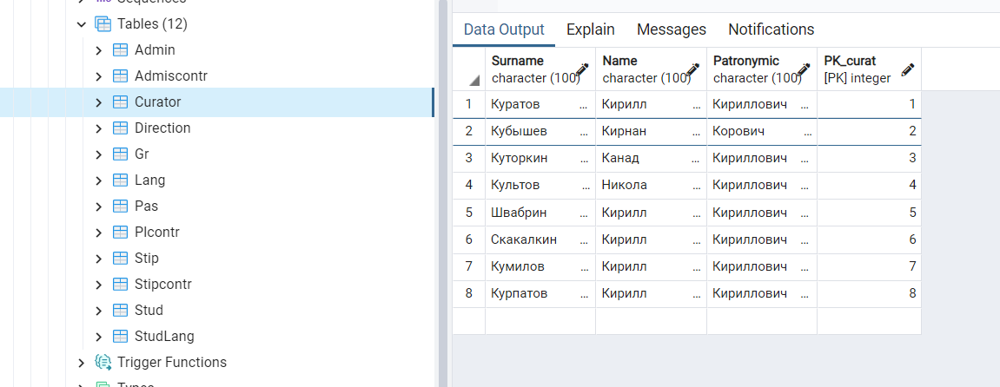 Sequences
Tables (12)
Admin
Admiscontr
Curator
Direction
Gr
Lang
Pas
Plcontr
Stip
Stipcontr
Stud
StudLang
Trigger Functions
Types
Data Output Explain Messages Notifications
Surname Name Patronymic PK_curat
character (100) character (100) character (100) [PK] integer
1 Куратов ... Кирилл ... Кириллович ... 1
2 Кубышев ... Кирнан ... Корович ... 2
3 Куторкин ... Канад ... Кириллович ... 3
4 Культов ... Никола ... Кириллович ... 4
5 Швабрин ... Кирилл ... Кириллович ... 5
6 Скакалкин ... Кирилл ... Кириллович ... 6
7 Кумилов ... Кирилл ... Кириллович ... 7
8 Курпатов ... Кирилл ... Кириллович ... 8